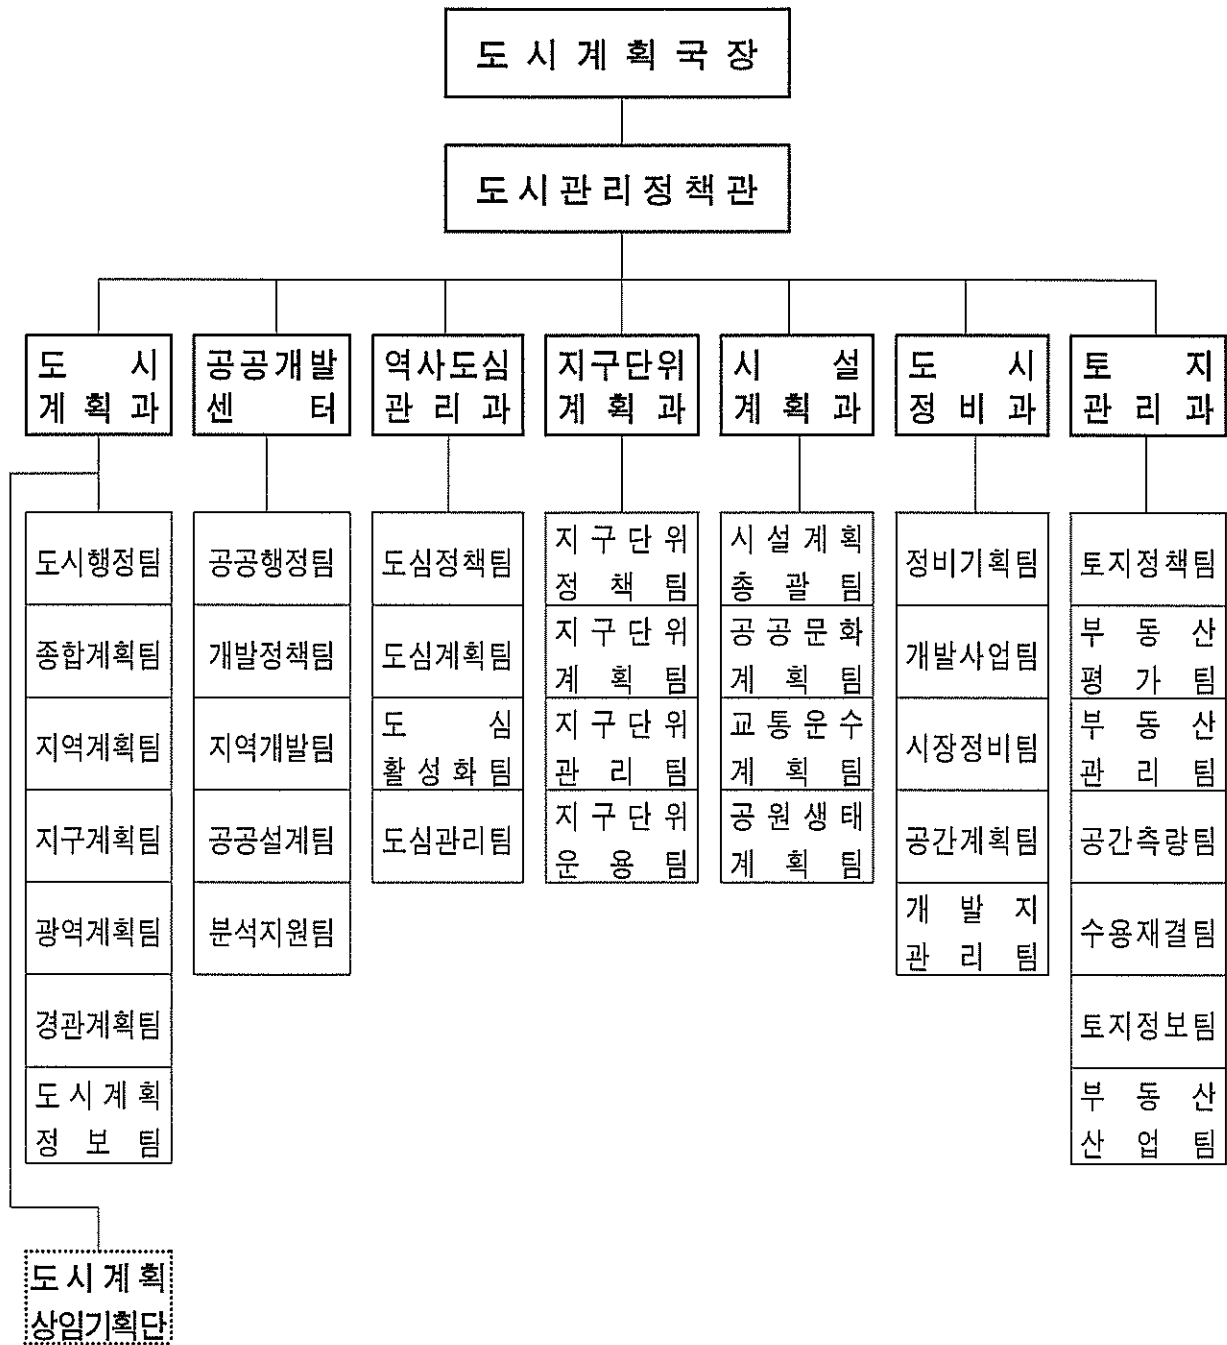 도시계획국장
도시관리정책관
도 시
계획과
공공개발
센 터
역사도심
관리과
지구단위
계획과
시 설
계획과
도 시
정비과
토 지
관리과
도시행정팀
종합계획팀
지역계획팀
지구계획팀
광역계획팀
경관계획팀
도시계획
정보팀
도시계획
상임기획단
공공행정팀
개발정책팀
지역개발팀
공공설계팀
분석지원팀
도심정책팀
도심계획팀
도 심
활성화팀
도심관리팀
지구단위
정책팀
지구단위
계획팀
지구단위
관리팀
지구단위
운용팀
시설계획
총괄팀
공공문화
계획팀
교통운수
계획팀
공원생태
계획팀
정비기획팀
개발사업팀
시장정비팀
공간계획팀
개발지
관리팀
토지정책팀
부동산
평가팀
부동산
관리팀
공간측량팀
수용재결팀
토지정보팀
부동산
산업팀